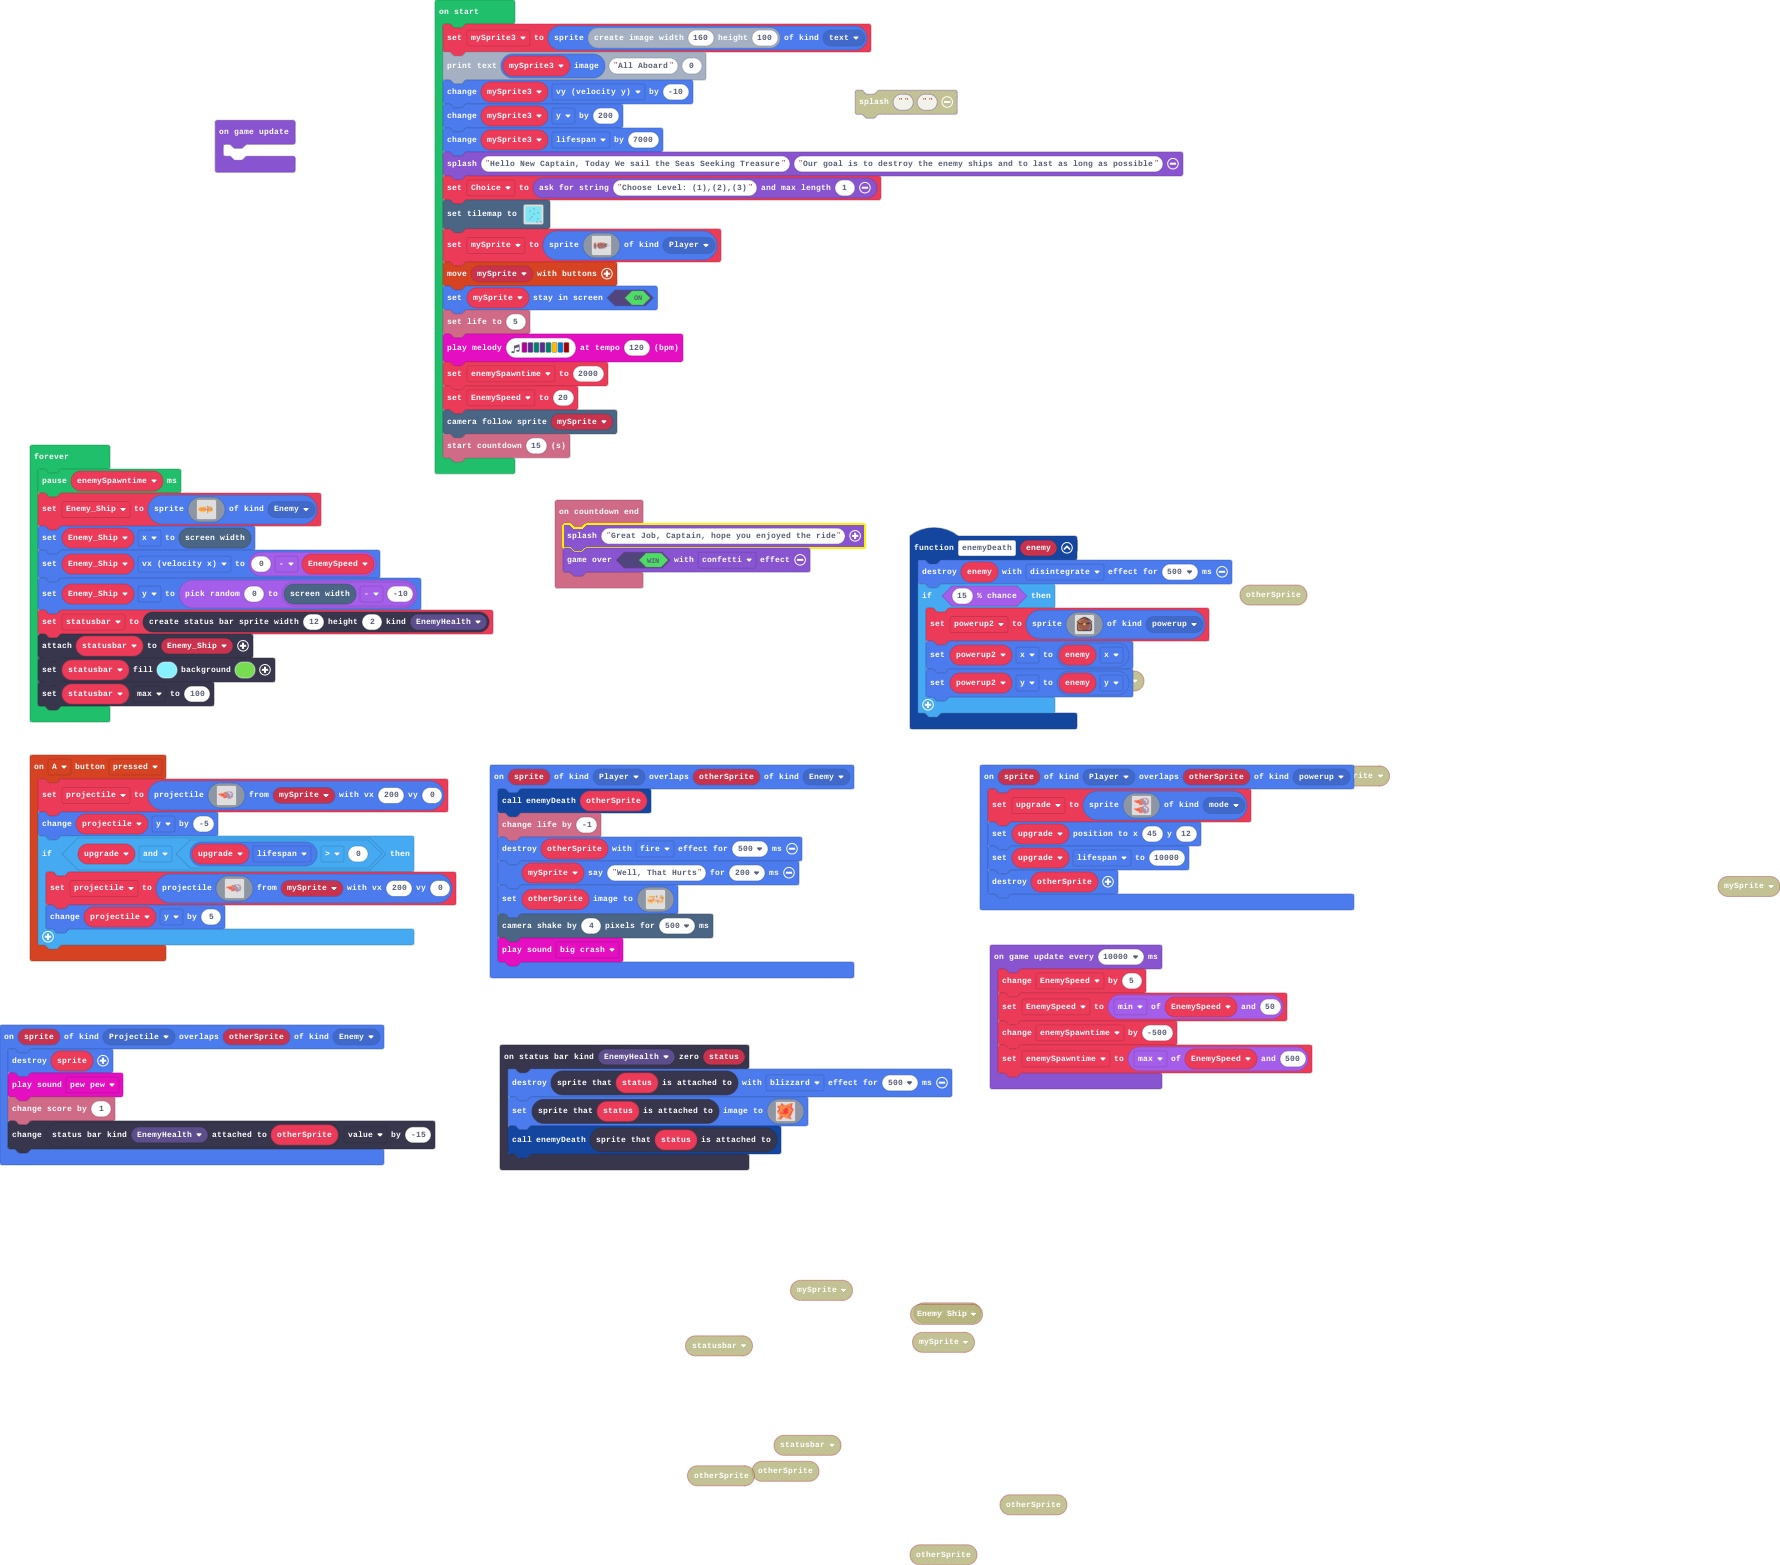 on start
set mySprite3 to sprite create image width 160 height 100 of kind text
print text mySprite3 image "All Aboard" 0
change mySprite3 vy (velocity y) by -10
change mySprite3 y by 200
change mySprite3 lifespan by 7000
splash "Hello New Captain, Today We sail the Seas Seeking Treasure" "Our goal is to destroy the enemy ships and to last as long as possible"
set Choice to ask for string "Choose Level: (1),(2),(3)" and max length 1
set tilemap to
set mySprite to sprite of kind Player
move mySprite with buttons
set mySprite stay in screen ON
set life to 5
play melody at tempo 120 (bpm)
set enemySpawntime to 2000
set EnemySpeed to 20
camera follow sprite mySprite
start countdown 15 (s)
splash "" ""
on game update
forever
pause enemySpawntime ms
set Enemy_Ship to sprite of kind Enemy
set Enemy_Ship x to screen width
set Enemy_Ship vx (velocity x) to 0 - EnemySpeed
set Enemy_Ship y to pick random 0 to screen width - -10
set statusbar to create status bar sprite width 12 height 2 kind EnemyHealth
attach statusbar to Enemy_Ship
set statusbar fill background
set statusbar max to 100
on countdown end
splash "Great Job, Captain, hope you enjoyed the ride"
game over WIN with confetti effect
function enemyDeath enemy
destroy enemy with disintegrate effect for 500 ms
if 15 % chance then
set powerup2 to sprite of kind powerup
set powerup2 x to enemy x
set powerup2 y to enemy y
otherSprite
on A button pressed
set projectile to projectile from mySprite with vx 200 vy 0
change projectile y by -5
if upgrade and upgrade lifespan > 0 then
set projectile to projectile from mySprite with vx 200 vy 0
change projectile y by 5
on sprite of kind Player overlaps otherSprite of kind Enemy
call enemyDeath otherSprite
change life by -1
destroy otherSprite with fire effect for 500 ms
mySprite say "Well, That Hurts" for 200 ms
set otherSprite image to
camera shake by 4 pixels for 500 ms
play sound big crash
on sprite of kind Player overlaps otherSprite of kind powerup
set upgrade to sprite of kind mode
set upgrade position to x 45 y 12
set upgrade lifespan to 10000
destroy otherSprite
mySprite
on game update every 10000 ms
change EnemySpeed by 5
set EnemySpeed to min of EnemySpeed and 50
change enemySpawntime by -500
set enemySpawntime to max of EnemySpeed and 500
on sprite of kind Projectile overlaps otherSprite of kind Enemy
destroy sprite
play sound pew pew
change score by 1
change status bar kind EnemyHealth attached to otherSprite value by -15
on status bar kind EnemyHealth zero status
destroy sprite that status is attached to with blizzard effect for 500 ms
set sprite that status is attached to image to
call enemyDeath sprite that status is attached to
mySprite
Enemy Ship
mySprite
statusbar
statusbar
otherSprite
otherSprite
otherSprite
otherSprite